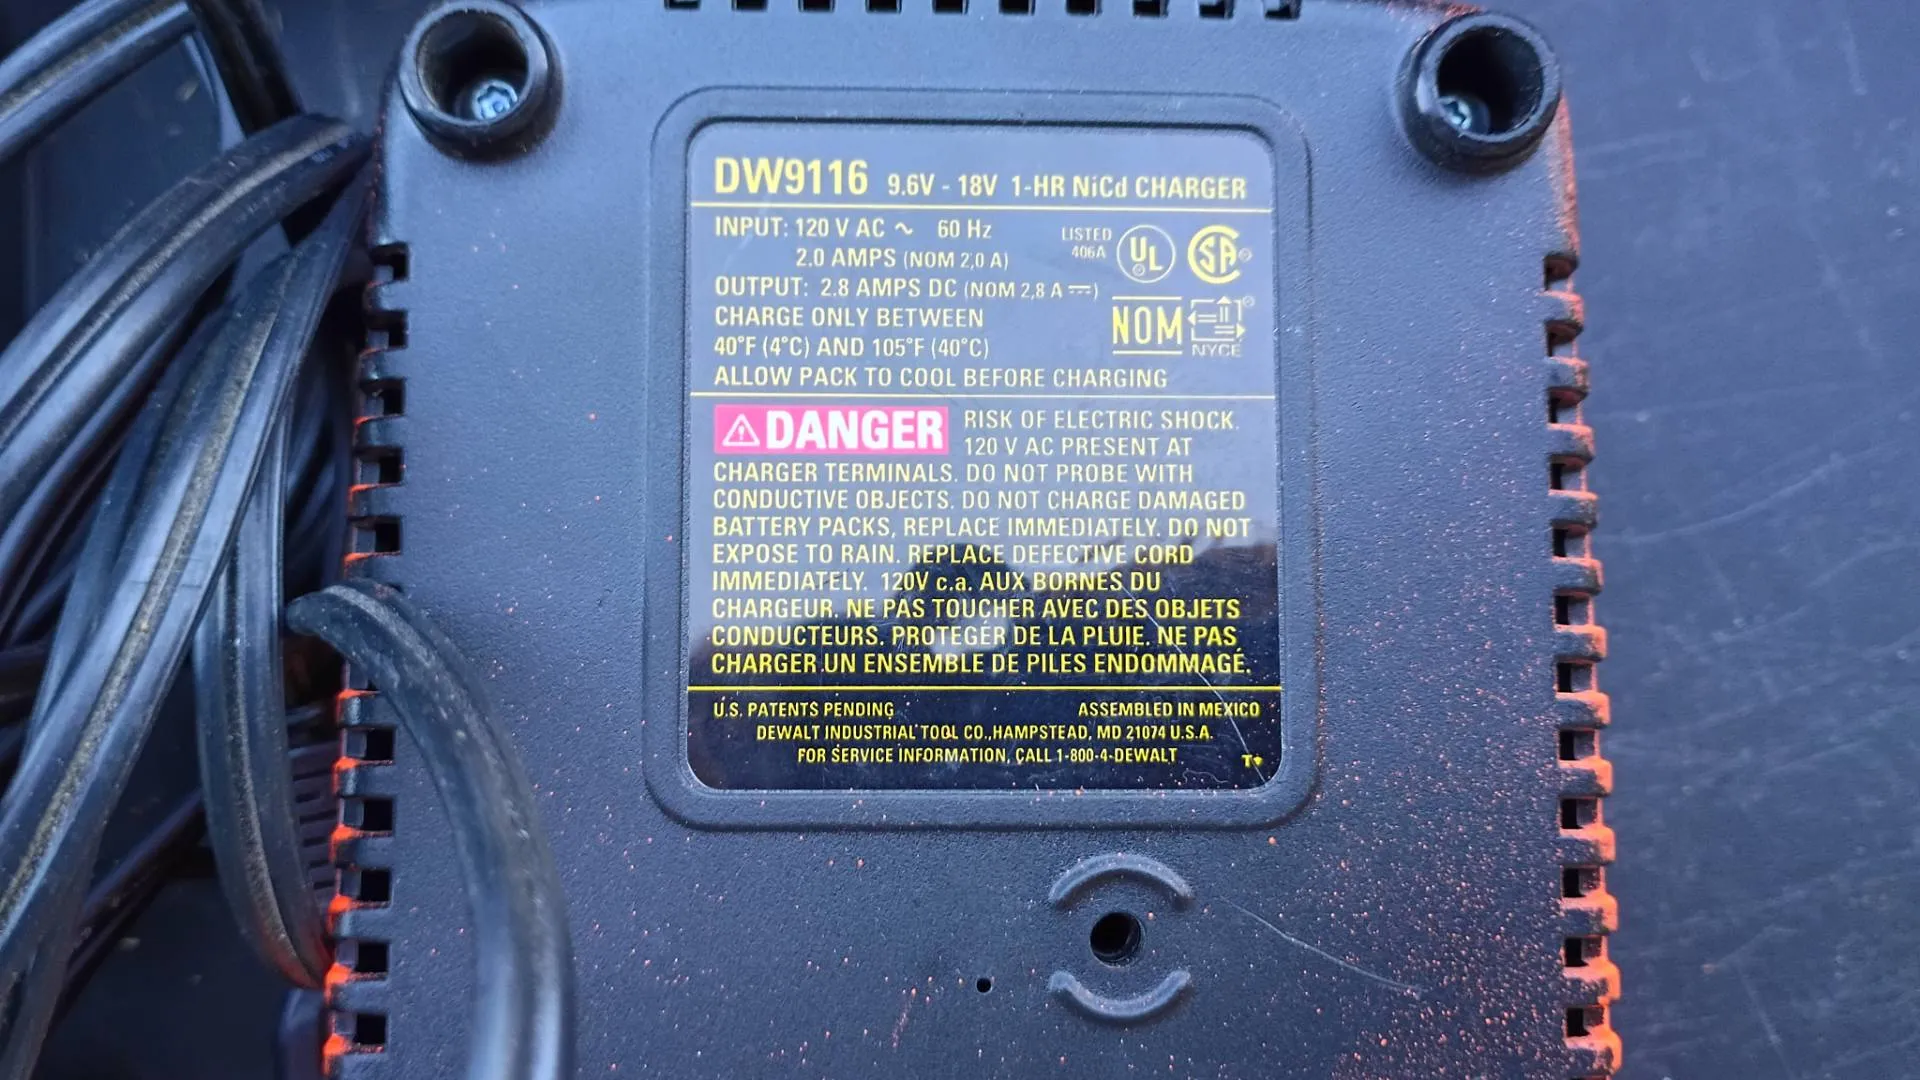 DW9116 9.6V - 18V 1-HR NiCd CHARGER
INPUT: 120 V AC ~ 60 Hz
2.0 AMPS (NOM 2,0 A)
LISTED
406A
UL
SA
OUTPUT: 2.8 AMPS DC (NOM 2,8 A ⎓)
CHARGE ONLY BETWEEN
40°F (4°C) AND 105°F (40°C)
NOM
NYCE
ALLOW PACK TO COOL BEFORE CHARGING
⚠DANGER RISK OF ELECTRIC SHOCK.
120 V AC PRESENT AT
CHARGER TERMINALS. DO NOT PROBE WITH
CONDUCTIVE OBJECTS. DO NOT CHARGE DAMAGED
BATTERY PACKS, REPLACE IMMEDIATELY. DO NOT
EXPOSE TO RAIN. REPLACE DEFECTIVE CORD
IMMEDIATELY. 120V c.a. AUX BORNES DU
CHARGEUR. NE PAS TOUCHER AVEC DES OBJETS
CONDUCTEURS. PROTEGÉR DE LA PLUIE. NE PAS
CHARGER UN ENSEMBLE DE PILES ENDOMMAGÉ.
U.S. PATENTS PENDING ASSEMBLED IN MEXICO
DEWALT INDUSTRIAL TOOL CO.,HAMPSTEAD, MD 21074 U.S.A.
FOR SERVICE INFORMATION, CALL 1-800-4-DEWALT